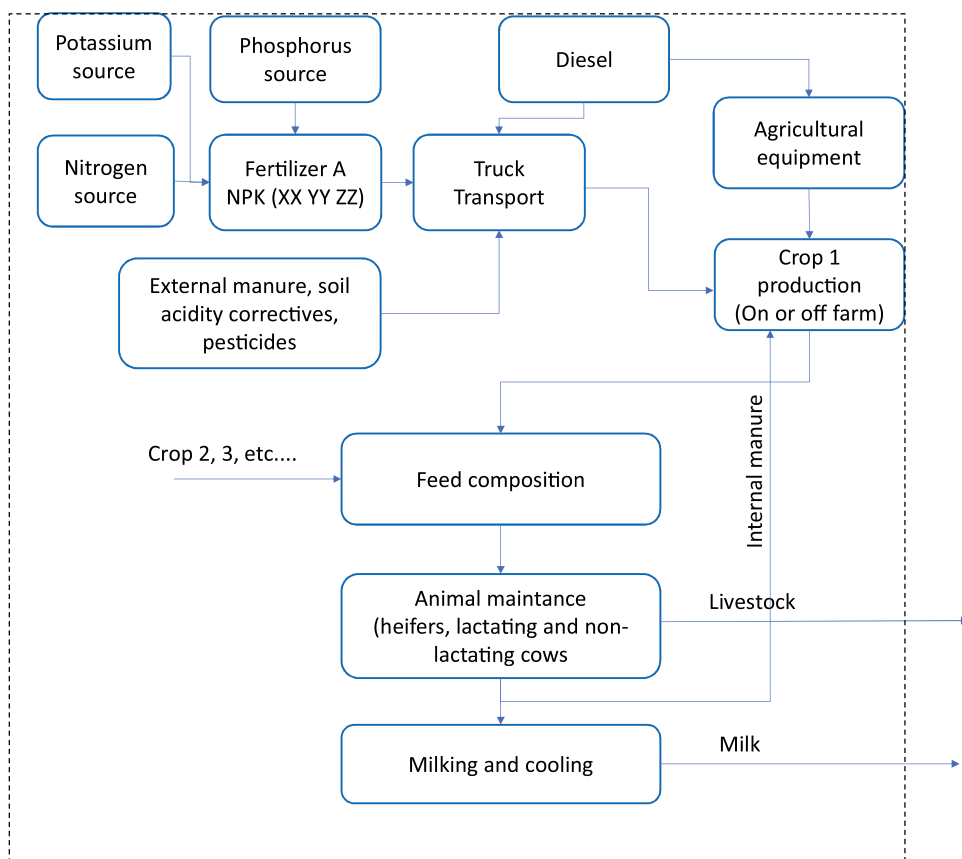 Potassium
source
Phosphorus
source
Diesel
Agricultural
equipment
Nitrogen
source
Fertilizer A
NPK (XX YY ZZ)
Truck
Transport
External manure, soil
acidity correctives,
pesticides
Crop 1
production
(On or off farm)
Crop 2, 3, etc....
Feed composition
Internal manure
Animal maintance
(heifers, lactating and non-
lactating cows
Livestock
Milking and cooling
Milk